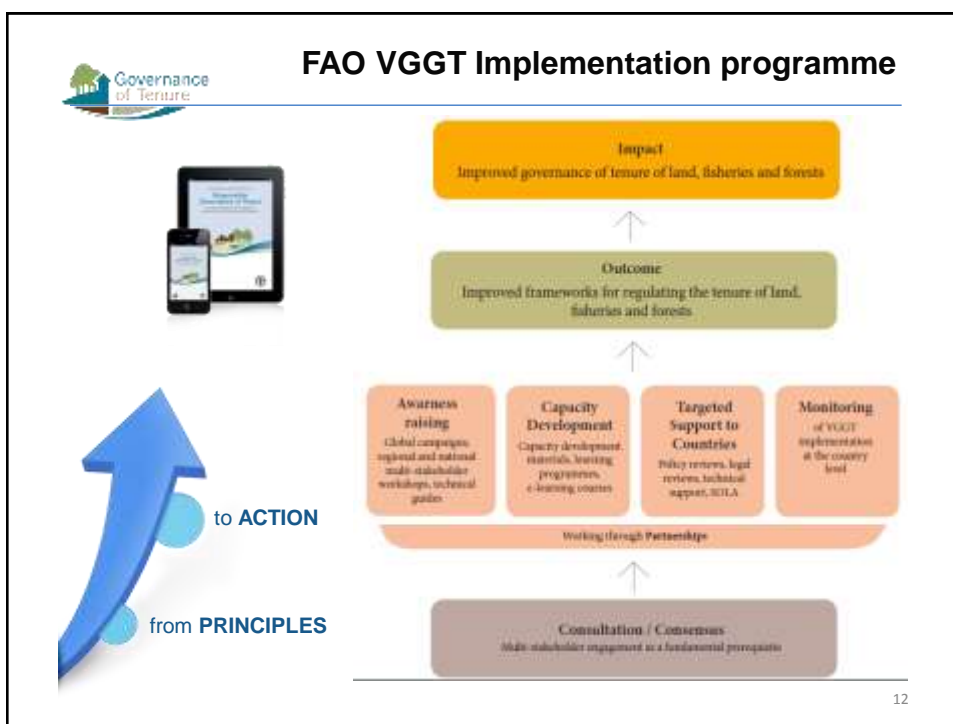 FAO VGGT Implementation programme
Governance
of Tenure
Impact
Improved governance of tenure of land, fisheries and forests
Outcome
Improved frameworks for regulating the tenure of land,
fisheries and forests
Awarness
raising
Global campaigns,
regional and national
multi-stakeholder
workshops, technical
guides
Capacity
Development
Capacity development
materials, learning
programmes,
e-learning courses
Targeted
Support to
Countries
Policy reviews, legal
reviews, technical
support, SOLA
Monitoring
of VGGT
implementation
at the country
level
Working through Partnerships
to ACTION
from PRINCIPLES
Consultation / Consensus
Multi-stakeholder engagement as a fundamental prerequisite
12